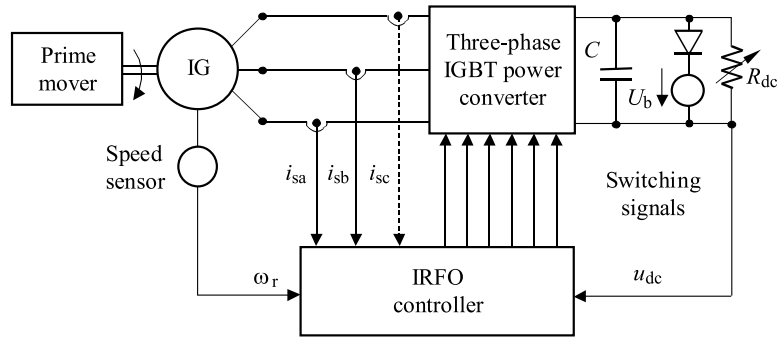 Prime
mover
IG
Three-phase
IGBT power
converter
C
U_b
R_dc
Speed
sensor
i_sa
i_sb
i_sc
Switching
signals
ω_r
IRFO
controller
u_dc